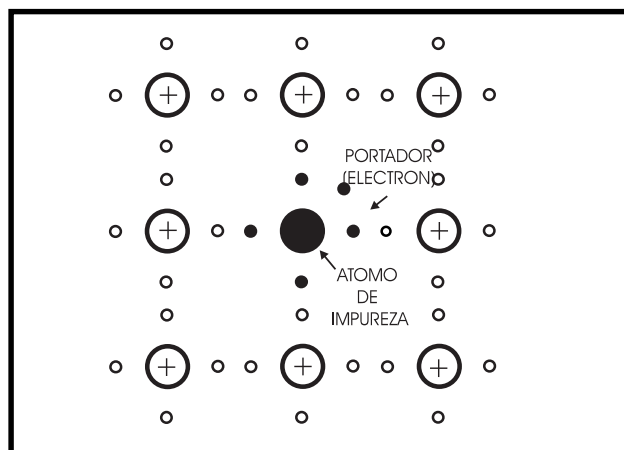 + + +
PORTADOR
(ELECTRON)
+ +
ATOMO
DE
IMPUREZA
+ + +